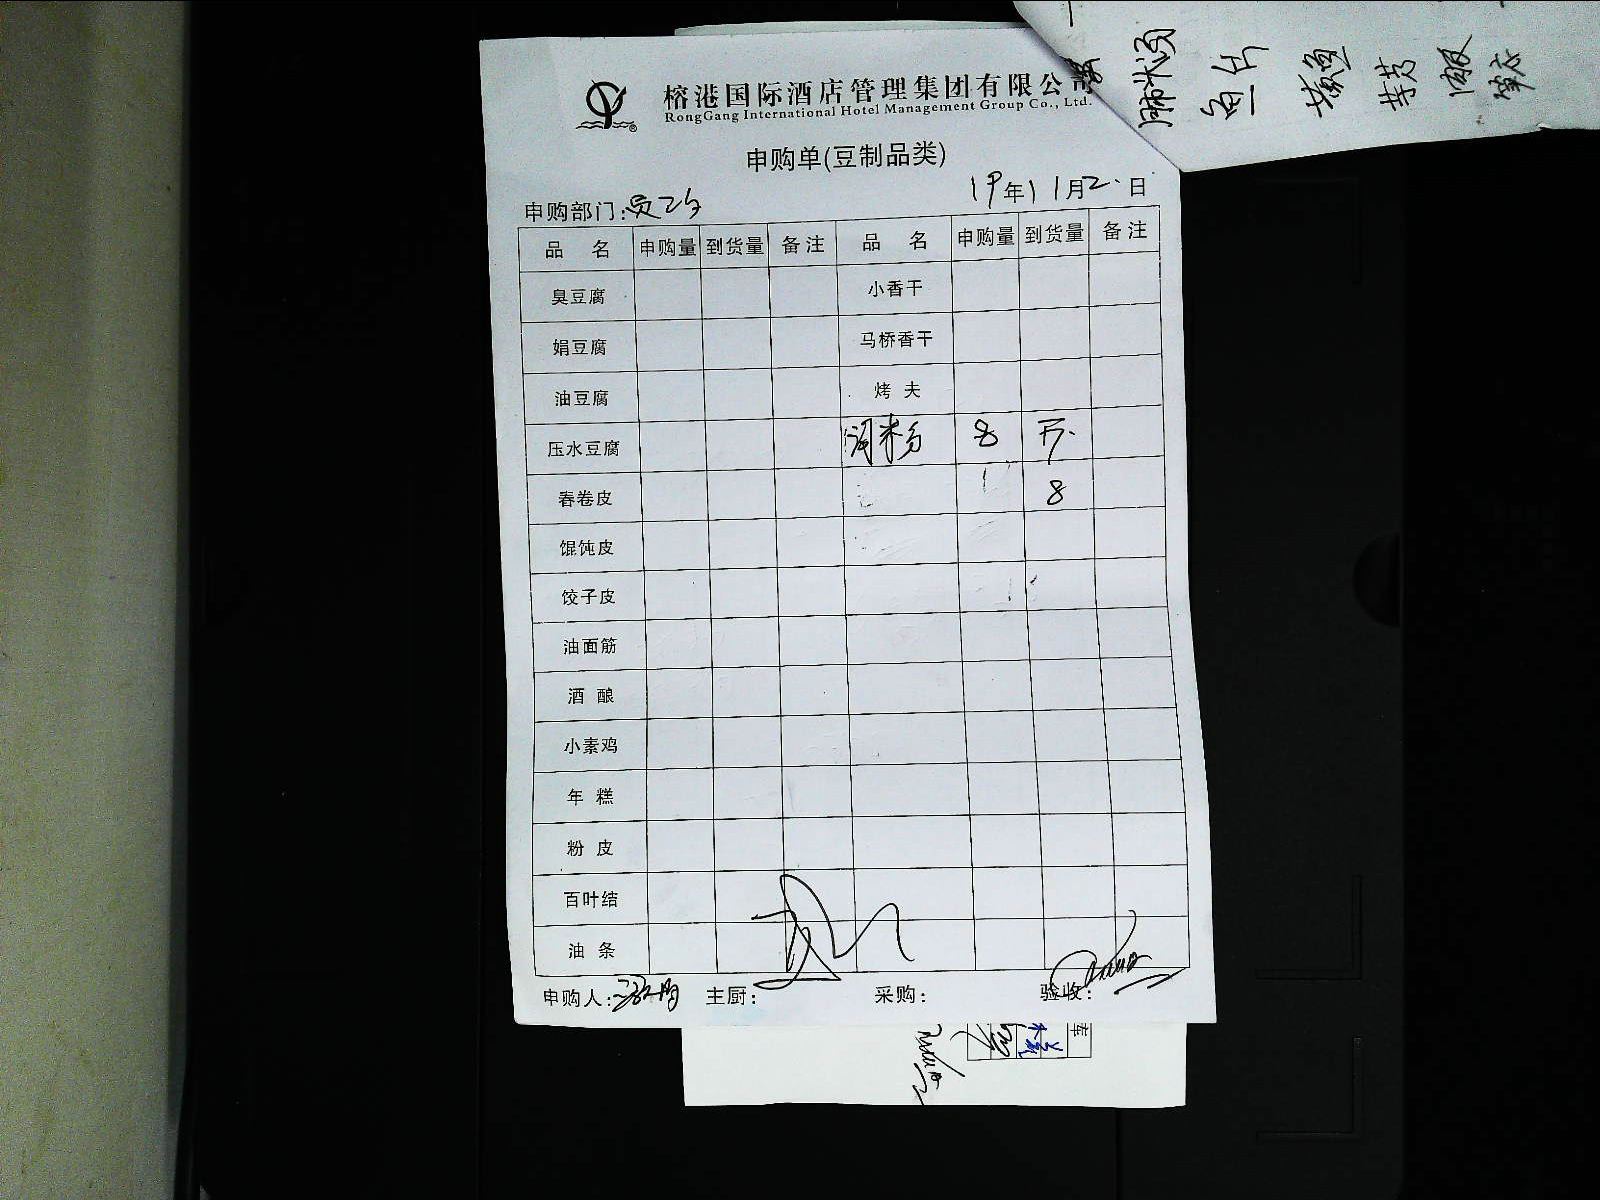 榕港国际酒店管理集团有限公司
RongGang International Hotel Management Group Co., Ltd.
申购单(豆制品类)
19年11月2日
申购部门:
品名 申购量 到货量 备注 品名 申购量 到货量 备注
臭豆腐 小香干
娟豆腐 马桥香干
油豆腐 烤夫
压水豆腐 8
春卷皮 8
馄饨皮
饺子皮
油面筋
酒酿
小素鸡
年糕
粉皮
百叶结
油条
申购人: 主厨: 采购: 验收: